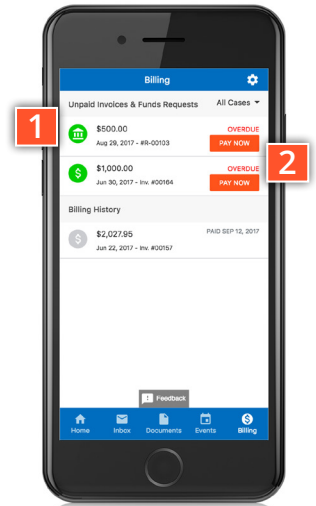 Billing
Unpaid Invoices & Funds Requests All Cases
1
$500.00 OVERDUE
Aug 29, 2017 - #R-00103 PAY NOW
2
$1,000.00 OVERDUE
Jun 30, 2017 - Inv. #00164 PAY NOW
Billing History
$2,027.95 PAID SEP 12, 2017
Jun 22, 2017 - Inv. #00157
Feedback
Home Inbox Documents Events Billing